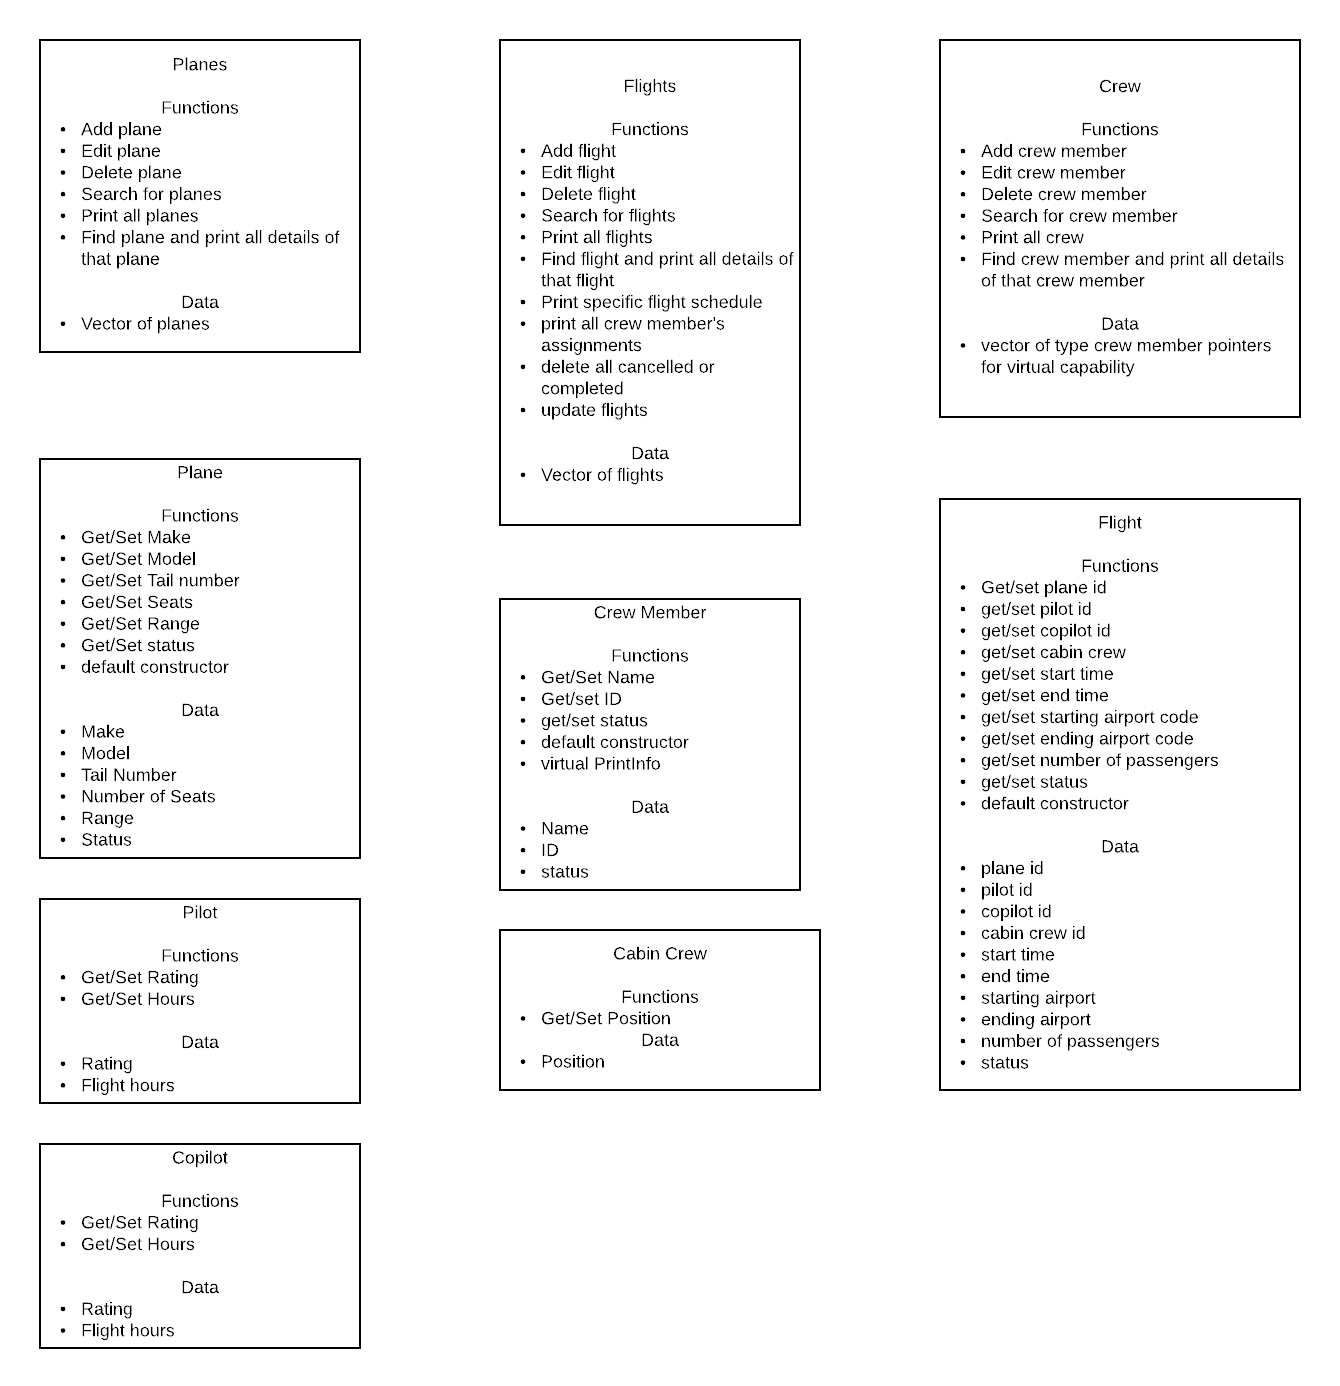 Planes
Functions
• Add plane
• Edit plane
• Delete plane
• Search for planes
• Print all planes
• Find plane and print all details of
that plane
Data
• Vector of planes
Flights
Functions
• Add flight
• Edit flight
• Delete flight
• Search for flights
• Print all flights
• Find flight and print all details of
that flight
• Print specific flight schedule
• print all crew member's
assignments
• delete all cancelled or
completed
• update flights
Data
• Vector of flights
Crew
Functions
• Add crew member
• Edit crew member
• Delete crew member
• Search for crew member
• Print all crew
• Find crew member and print all details
of that crew member
Data
• vector of type crew member pointers
for virtual capability
Plane
Functions
• Get/Set Make
• Get/Set Model
• Get/Set Tail number
• Get/Set Seats
• Get/Set Range
• Get/Set status
• default constructor
Data
• Make
• Model
• Tail Number
• Number of Seats
• Range
• Status
Crew Member
Functions
• Get/Set Name
• Get/set ID
• get/set status
• default constructor
• virtual PrintInfo
Data
• Name
• ID
• status
Flight
Functions
• Get/set plane id
• get/set pilot id
• get/set copilot id
• get/set cabin crew
• get/set start time
• get/set end time
• get/set starting airport code
• get/set ending airport code
• get/set number of passengers
• get/set status
• default constructor
Data
• plane id
• pilot id
• copilot id
• cabin crew id
• start time
• end time
• starting airport
• ending airport
• number of passengers
• status
Pilot
Functions
• Get/Set Rating
• Get/Set Hours
Data
• Rating
• Flight hours
Cabin Crew
Functions
• Get/Set Position
Data
• Position
Copilot
Functions
• Get/Set Rating
• Get/Set Hours
Data
• Rating
• Flight hours